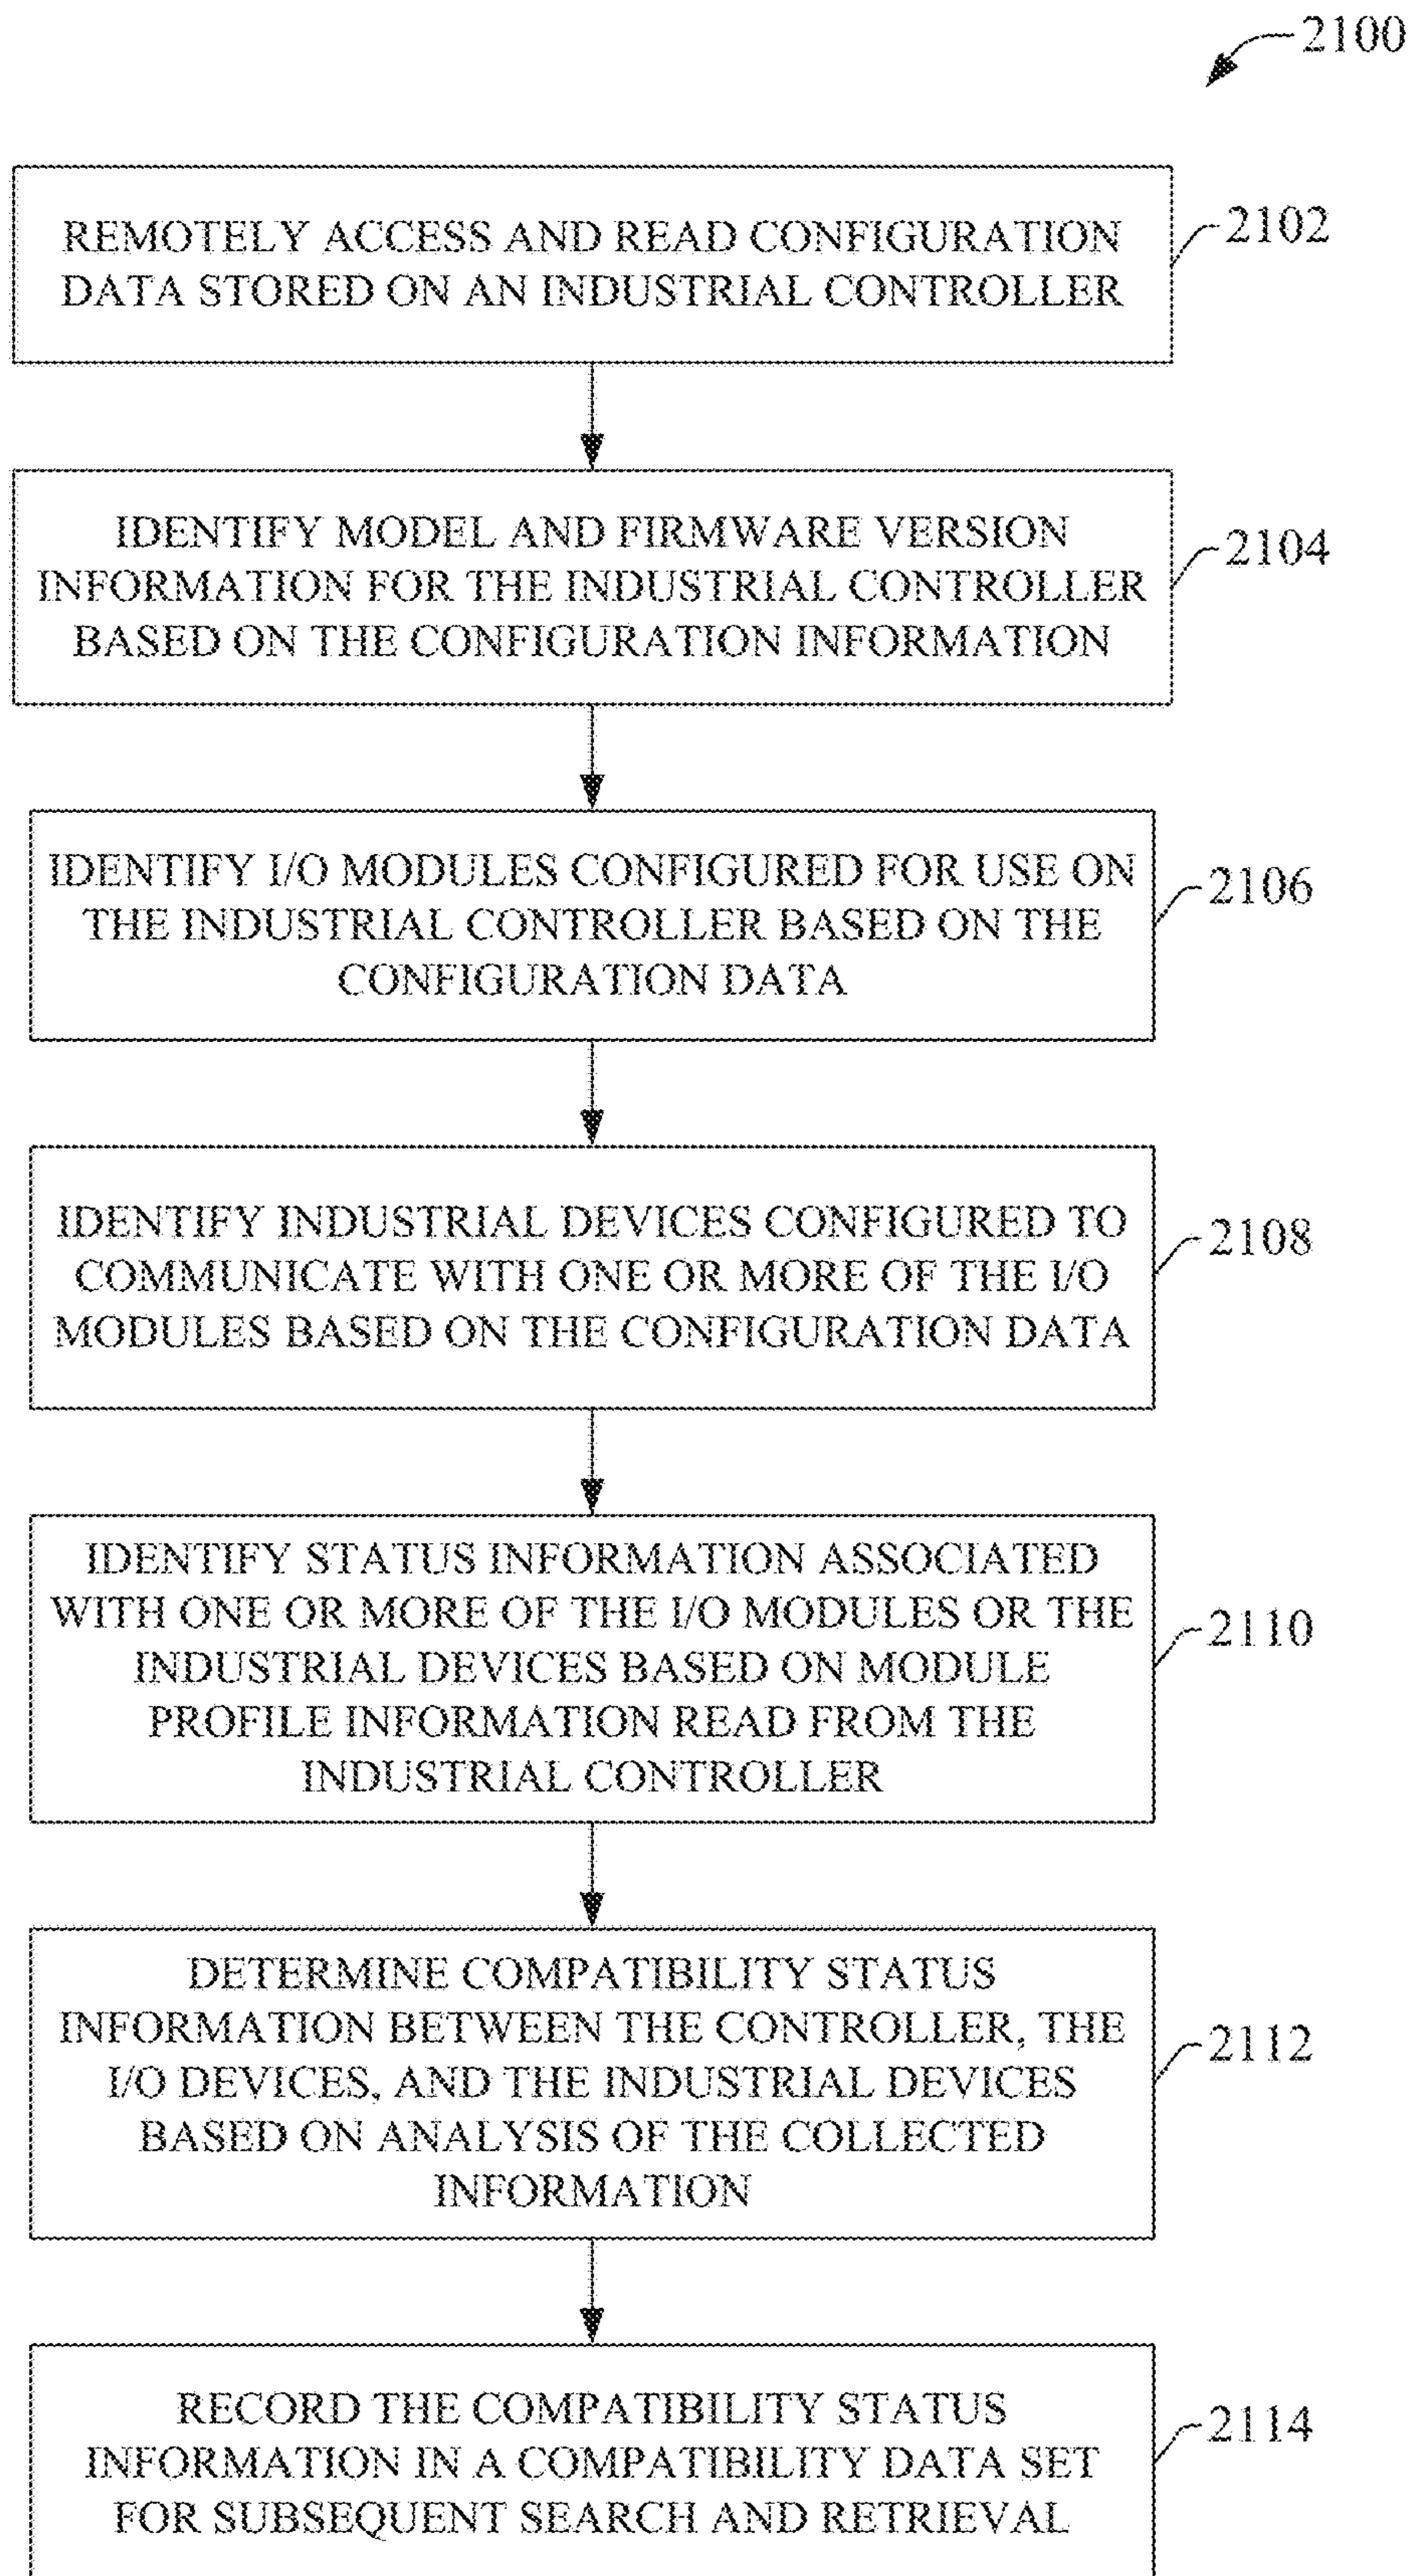 2100
REMOTELY ACCESS AND READ CONFIGURATION
DATA STORED ON AN INDUSTRIAL CONTROLLER
2102
IDENTIFY MODEL AND FIRMWARE VERSION
INFORMATION FOR THE INDUSTRIAL CONTROLLER
BASED ON THE CONFIGURATION INFORMATION
2104
IDENTIFY I/O MODULES CONFIGURED FOR USE ON
THE INDUSTRIAL CONTROLLER BASED ON THE
CONFIGURATION DATA
2106
IDENTIFY INDUSTRIAL DEVICES CONFIGURED TO
COMMUNICATE WITH ONE OR MORE OF THE I/O
MODULES BASED ON THE CONFIGURATION DATA
2108
IDENTIFY STATUS INFORMATION ASSOCIATED
WITH ONE OR MORE OF THE I/O MODULES OR THE
INDUSTRIAL DEVICES BASED ON MODULE
PROFILE INFORMATION READ FROM THE
INDUSTRIAL CONTROLLER
2110
DETERMINE COMPATIBILITY STATUS
INFORMATION BETWEEN THE CONTROLLER, THE
I/O DEVICES, AND THE INDUSTRIAL DEVICES
BASED ON ANALYSIS OF THE COLLECTED
INFORMATION
2112
RECORD THE COMPATIBILITY STATUS
INFORMATION IN A COMPATIBILITY DATA SET
FOR SUBSEQUENT SEARCH AND RETRIEVAL
2114